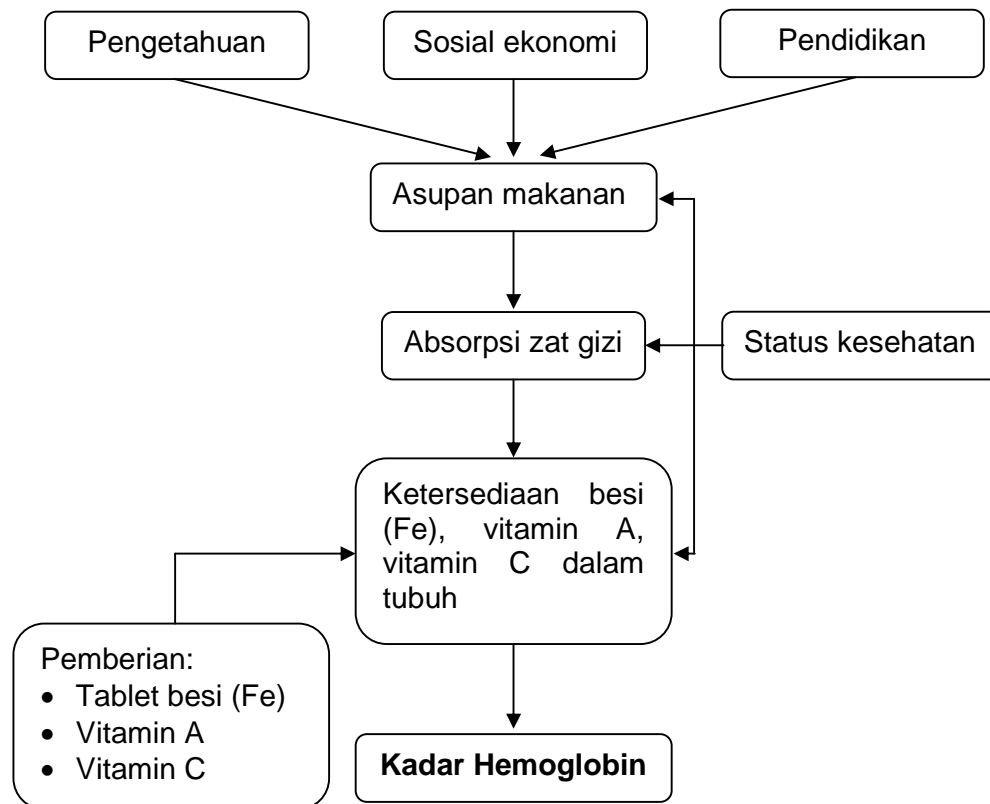 Pengetahuan
Sosial ekonomi
Pendidikan
Asupan makanan
Absorpsi zat gizi
Status kesehatan
Ketersediaan besi
(Fe), vitamin A,
vitamin C dalam
tubuh
Pemberian:
• Tablet besi (Fe)
• Vitamin A
• Vitamin C
Kadar Hemoglobin